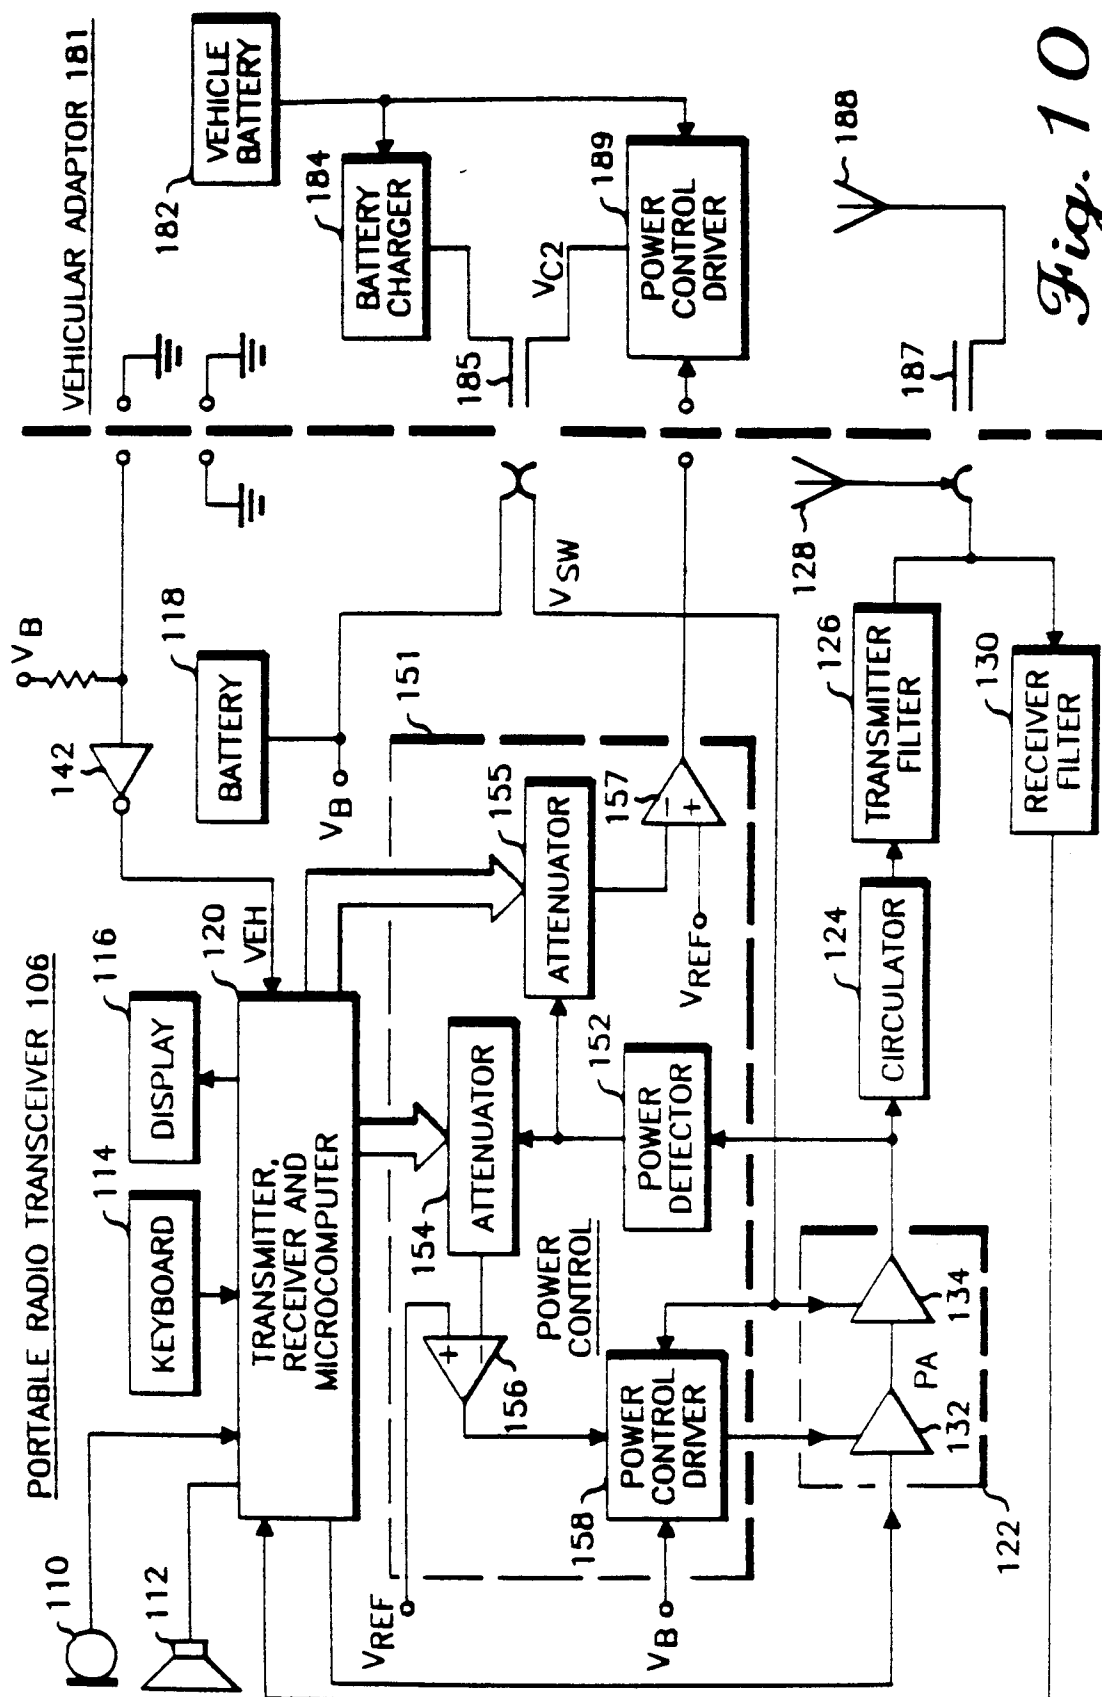 PORTABLE RADIO TRANSCEIVER 106
VEHICULAR ADAPTOR 181
110
112
114
KEYBOARD
116
DISPLAY
120
TRANSMITTER,
RECEIVER AND
MICROCOMPUTER
VEH
142
VB
118
BATTERY
VB
182
VEHICLE
BATTERY
184
BATTERY
CHARGER
185
VC2
189
POWER
CONTROL
DRIVER
VSW
151
VREF
154
ATTENUATOR
155
ATTENUATOR
+
−
156
157
−
+
VREF
POWER
CONTROL
152
POWER
DETECTOR
158
POWER
CONTROL
DRIVER
VB
122
132
PA
134
124
CIRCULATOR
126
TRANSMITTER
FILTER
128
130
RECEIVER
FILTER
187
188
Fig. 10